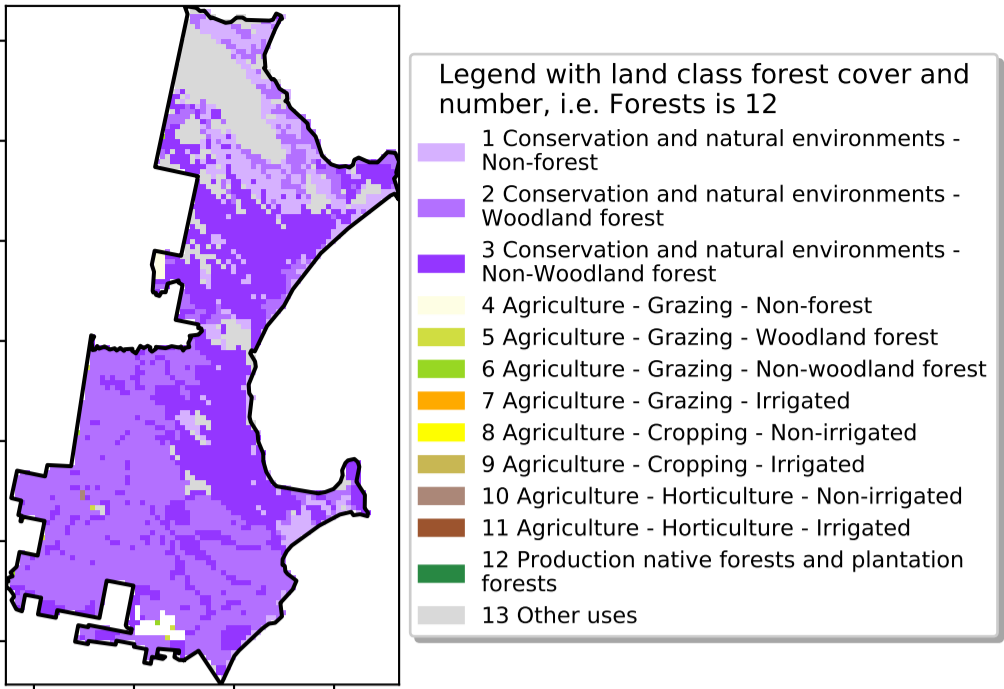 Legend with land class forest cover and
number, i.e. Forests is 12
1 Conservation and natural environments -
Non-forest
2 Conservation and natural environments -
Woodland forest
3 Conservation and natural environments -
Non-Woodland forest
4 Agriculture - Grazing - Non-forest
5 Agriculture - Grazing - Woodland forest
6 Agriculture - Grazing - Non-woodland forest
7 Agriculture - Grazing - Irrigated
8 Agriculture - Cropping - Non-irrigated
9 Agriculture - Cropping - Irrigated
10 Agriculture - Horticulture - Non-irrigated
11 Agriculture - Horticulture - Irrigated
12 Production native forests and plantation
forests
13 Other uses